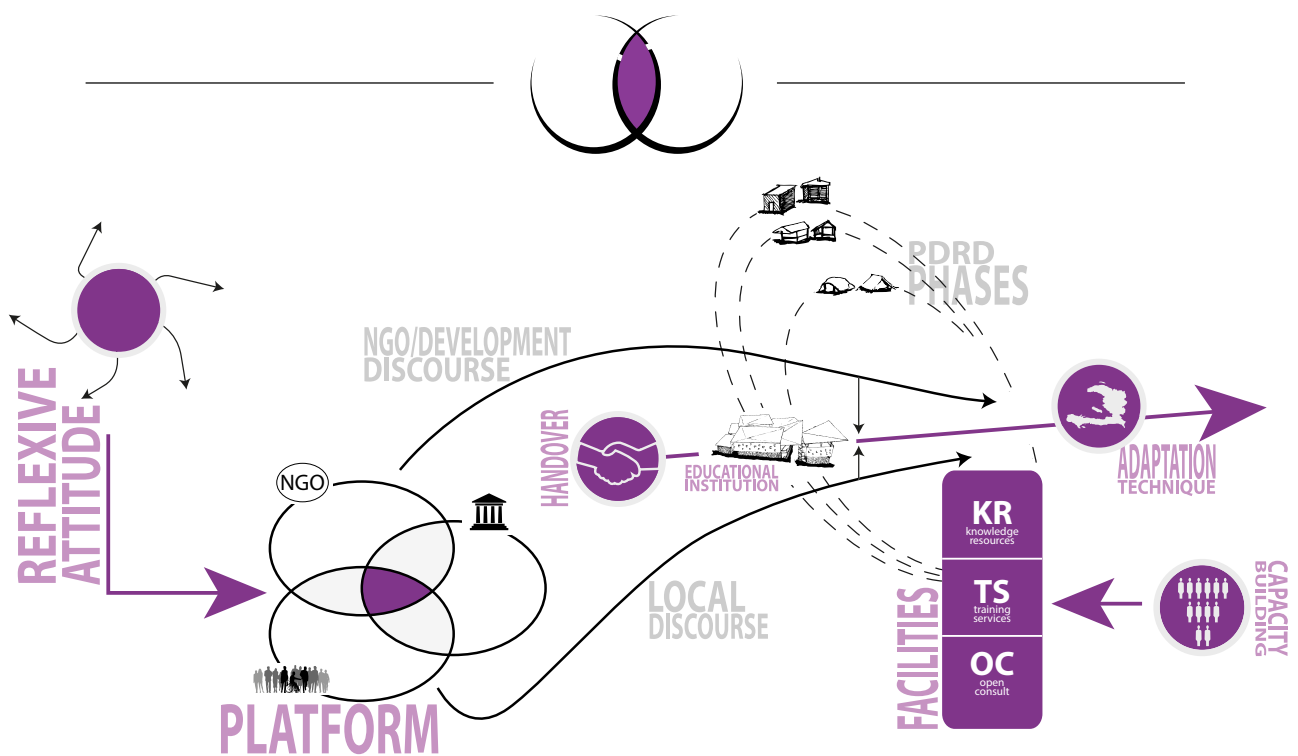 PDRD
PHASES
NGO/DEVELOPMENT
DISCOURSE
REFLEXIVE
ATTITUDE
HANDOVER
EDUCATIONAL
INSTITUTION
ADAPTATION
TECHNIQUE
NGO
KR
knowledge
resources
TS
training
services
OC
open
consult
FACILITIES
CAPACITY
BUILDING
LOCAL
DISCOURSE
PLATFORM